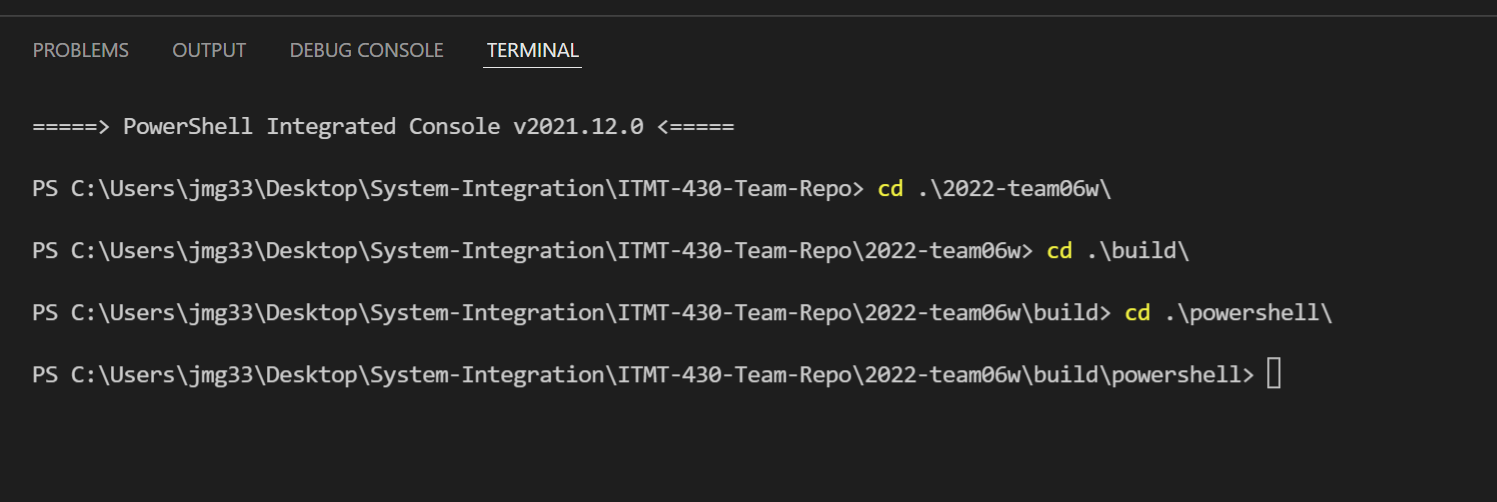 PROBLEMS OUTPUT DEBUG CONSOLE TERMINAL
=====> PowerShell Integrated Console v2021.12.0 <=====
PS C:\Users\jmg33\Desktop\System-Integration\ITMT-430-Team-Repo> cd .\2022-team06w\
PS C:\Users\jmg33\Desktop\System-Integration\ITMT-430-Team-Repo\2022-team06w> cd .\build\
PS C:\Users\jmg33\Desktop\System-Integration\ITMT-430-Team-Repo\2022-team06w\build> cd .\powershell\
PS C:\Users\jmg33\Desktop\System-Integration\ITMT-430-Team-Repo\2022-team06w\build\powershell>